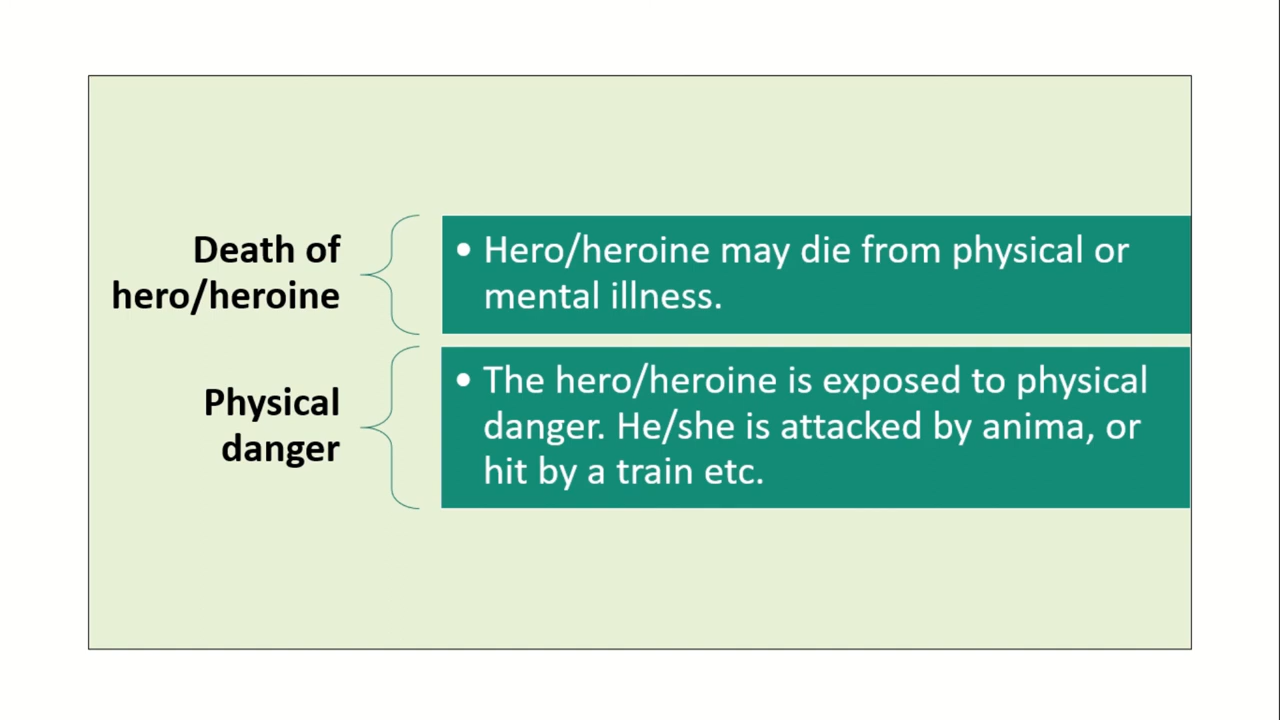 Death of
hero/heroine
• Hero/heroine may die from physical or
mental illness.
Physical
danger
• The hero/heroine is exposed to physical
danger. He/she is attacked by anima, or
hit by a train etc.